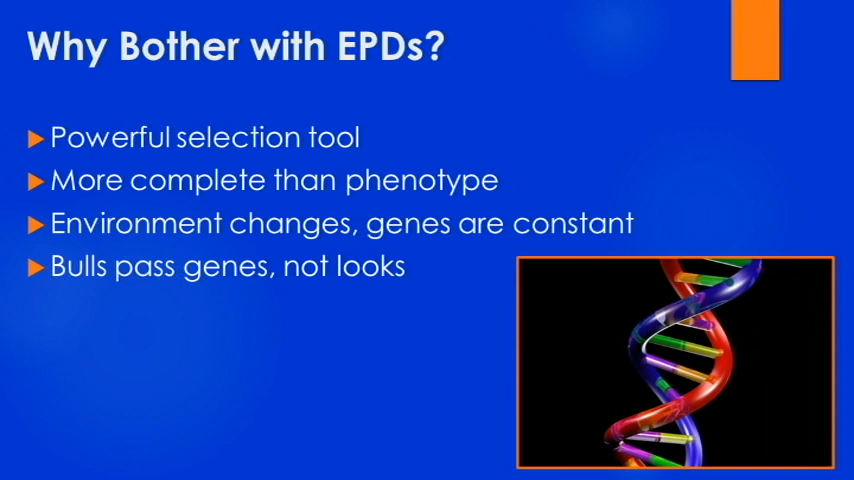 Why Bother with EPDs?
Powerful selection tool
More complete than phenotype
Environment changes, genes are constant
Bulls pass genes, not looks